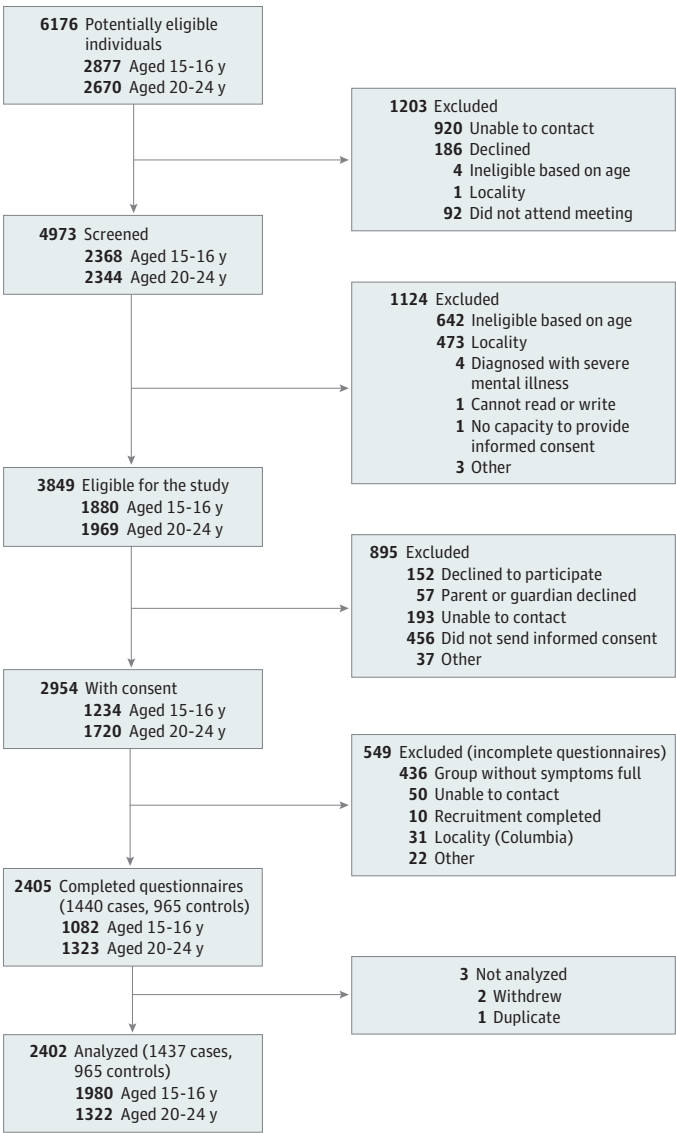 6176 Potentially eligible
individuals
2877 Aged 15-16 y
2670 Aged 20-24 y
1203 Excluded
920 Unable to contact
186 Declined
4 Ineligible based on age
1 Locality
92 Did not attend meeting
4973 Screened
2368 Aged 15-16 y
2344 Aged 20-24 y
1124 Excluded
642 Ineligible based on age
473 Locality
4 Diagnosed with severe
mental illness
1 Cannot read or write
1 No capacity to provide
informed consent
3 Other
3849 Eligible for the study
1880 Aged 15-16 y
1969 Aged 20-24 y
895 Excluded
152 Declined to participate
57 Parent or guardian declined
193 Unable to contact
456 Did not send informed consent
37 Other
2954 With consent
1234 Aged 15-16 y
1720 Aged 20-24 y
549 Excluded (incomplete questionnaires)
436 Group without symptoms full
50 Unable to contact
10 Recruitment completed
31 Locality (Columbia)
22 Other
2405 Completed questionnaires
(1440 cases, 965 controls)
1082 Aged 15-16 y
1323 Aged 20-24 y
3 Not analyzed
2 Withdrew
1 Duplicate
2402 Analyzed (1437 cases,
965 controls)
1980 Aged 15-16 y
1322 Aged 20-24 y